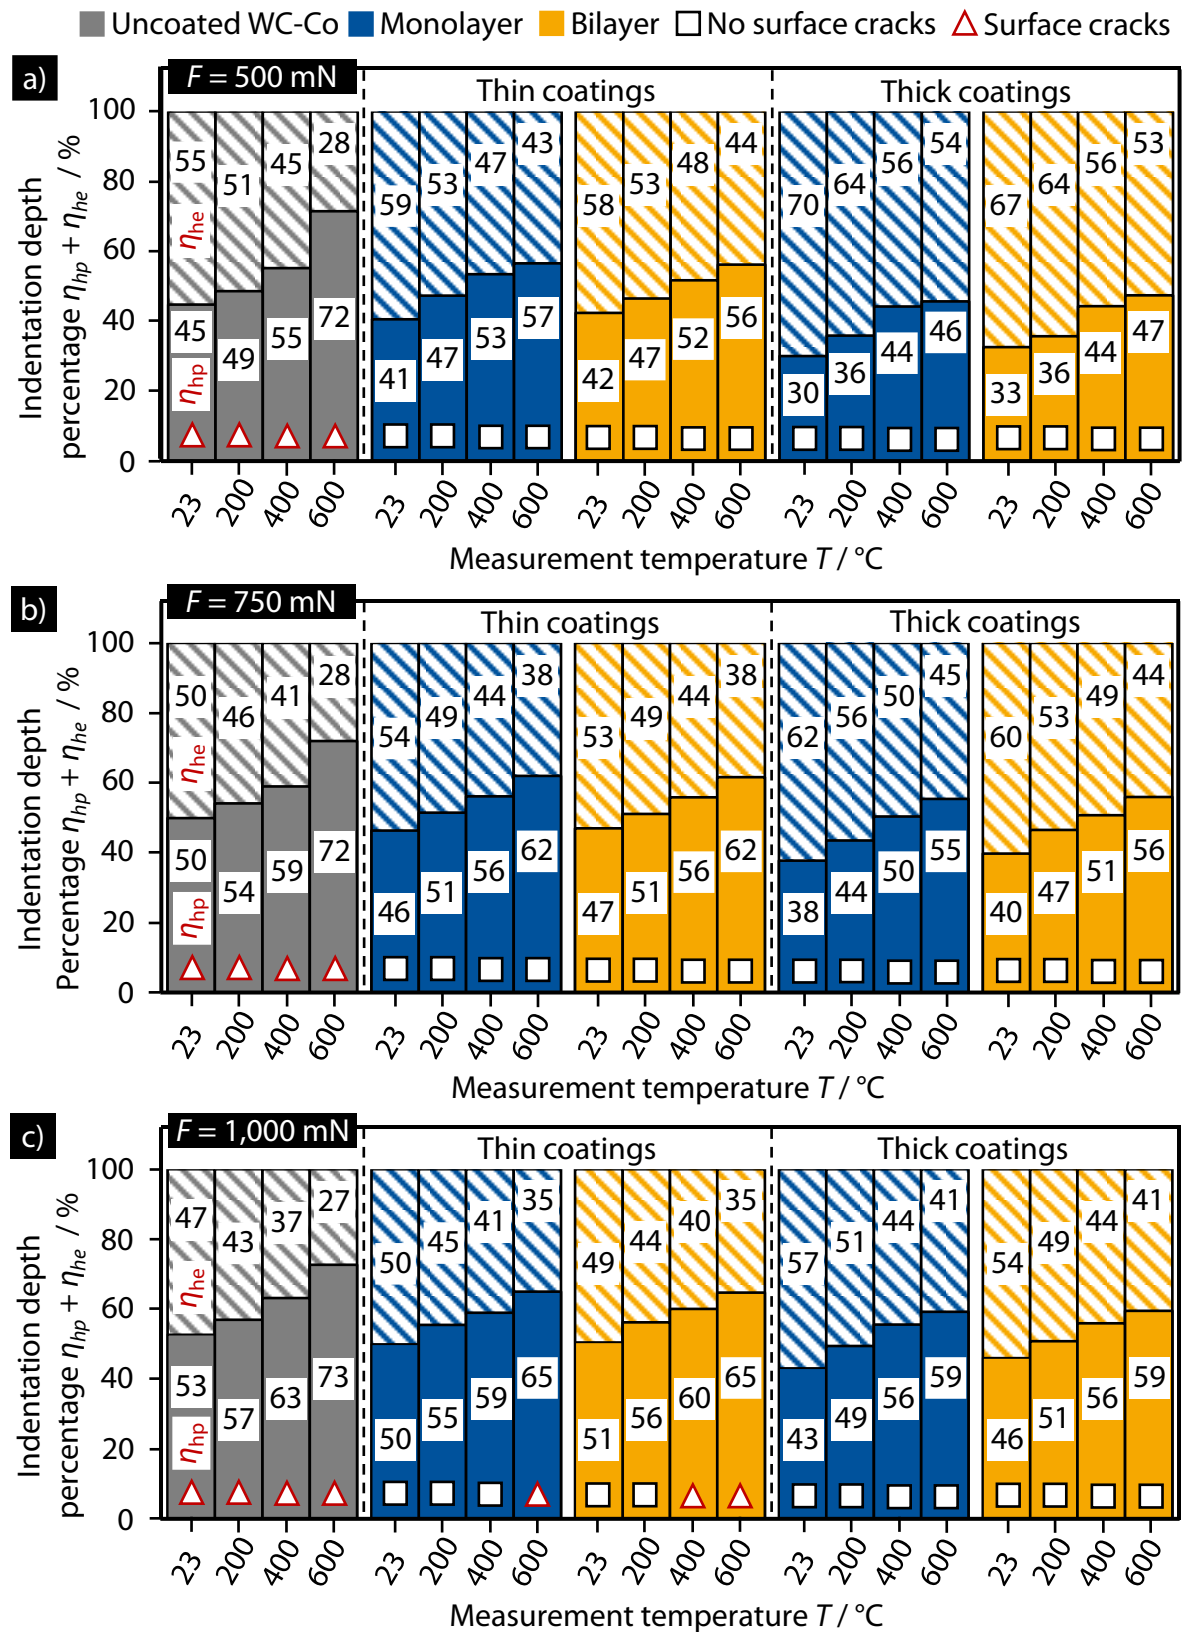 Uncoated WC-Co Monolayer Bilayer No surface cracks Surface cracks
a)
F = 500 mN
Thin coatings
Thick coatings
Indentation depth
percentage ηhp + ηhe / %
100
80
60
40
20
0
55 51 45 28 59 53 47 43 58 53 48 44 70 64 56 54 67 64 56 53
ηhe
45 49 55 72 41 47 53 57 42 47 52 56 30 36 44 46 33 36 44 47
ηhp
23 200 400 600 23 200 400 600 23 200 400 600 23 200 400 600 23 200 400 600
Measurement temperature T / °C
b)
F = 750 mN
Thin coatings
Thick coatings
Indentation depth
Percentage ηhp + ηhe / %
100
80
60
40
20
0
50 46 41 28 54 49 44 38 53 49 44 38 62 56 50 45 60 53 49 44
ηhe
50 54 59 72 46 51 56 62 47 51 56 62 38 44 50 55 40 47 51 56
ηhp
23 200 400 600 23 200 400 600 23 200 400 600 23 200 400 600 23 200 400 600
Measurement temperature T / °C
c)
F = 1,000 mN
Thin coatings
Thick coatings
Indentation depth
percentage ηhp + ηhe / %
100
80
60
40
20
0
47 43 37 27 50 45 41 35 49 44 40 35 57 51 44 41 54 49 44 41
ηhe
53 57 63 73 50 55 59 65 51 56 60 65 43 49 56 59 46 51 56 59
ηhp
23 200 400 600 23 200 400 600 23 200 400 600 23 200 400 600 23 200 400 600
Measurement temperature T / °C